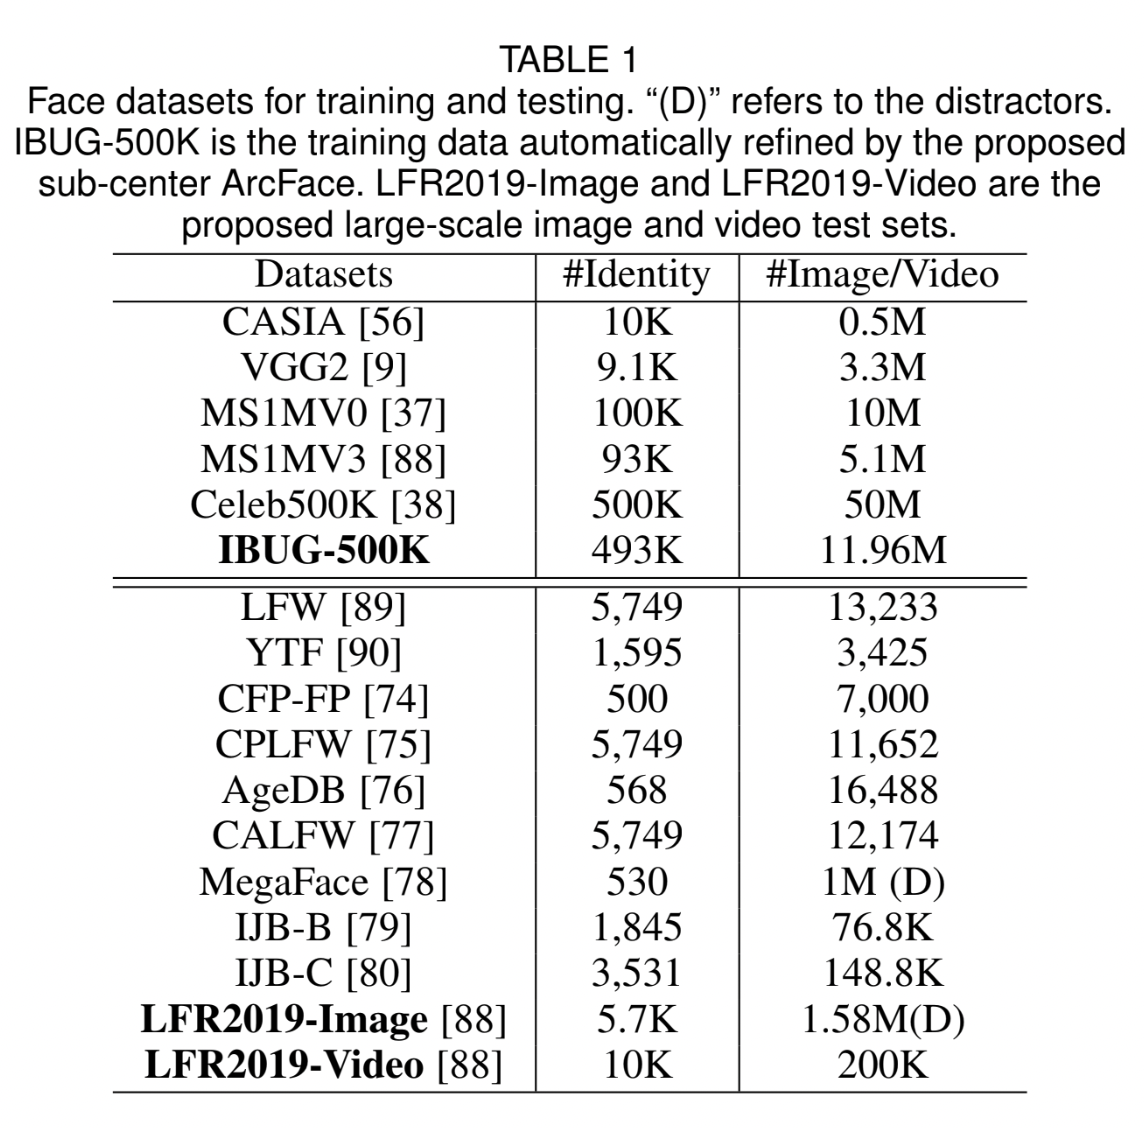 TABLE 1
Face datasets for training and testing. “(D)” refers to the distractors.
IBUG-500K is the training data automatically refined by the proposed
sub-center ArcFace. LFR2019-Image and LFR2019-Video are the
proposed large-scale image and video test sets.
Datasets #Identity #Image/Video
CASIA [56] 10K 0.5M
VGG2 [9] 9.1K 3.3M
MS1MV0 [37] 100K 10M
MS1MV3 [88] 93K 5.1M
Celeb500K [38] 500K 50M
IBUG-500K 493K 11.96M
LFW [89] 5,749 13,233
YTF [90] 1,595 3,425
CFP-FP [74] 500 7,000
CPLFW [75] 5,749 11,652
AgeDB [76] 568 16,488
CALFW [77] 5,749 12,174
MegaFace [78] 530 1M (D)
IJB-B [79] 1,845 76.8K
IJB-C [80] 3,531 148.8K
LFR2019-Image [88] 5.7K 1.58M(D)
LFR2019-Video [88] 10K 200K